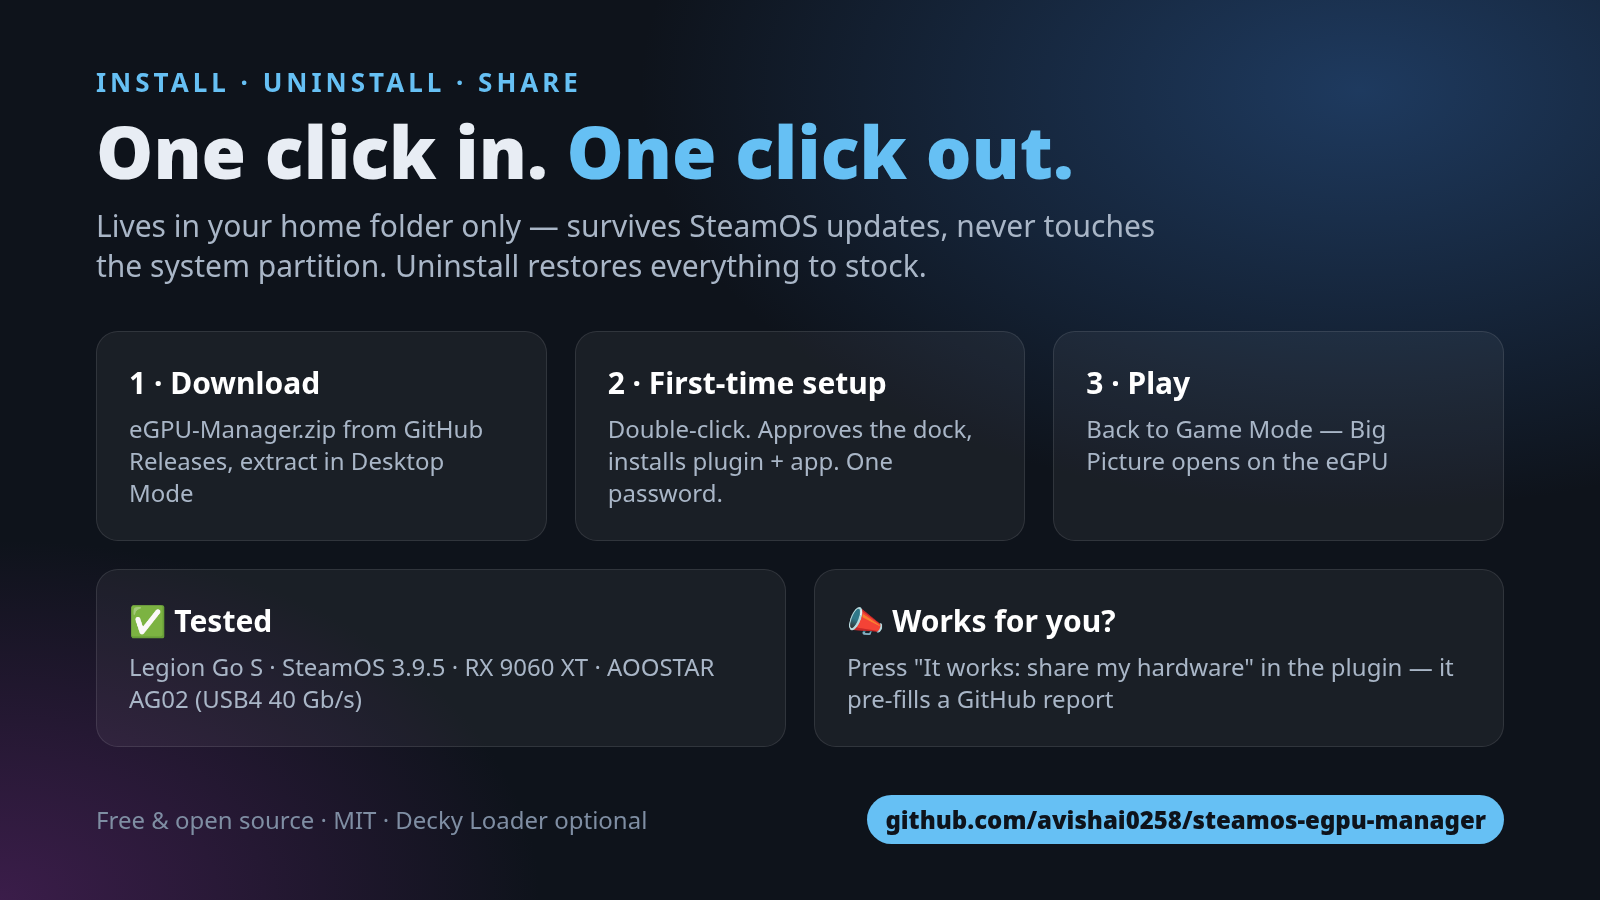 INSTALL · UNINSTALL · SHARE
One click in. One click out.
Lives in your home folder only — survives SteamOS updates, never touches
the system partition. Uninstall restores everything to stock.
1 · Download
eGPU-Manager.zip from GitHub
Releases, extract in Desktop
Mode
2 · First-time setup
Double-click. Approves the dock,
installs plugin + app. One
password.
3 · Play
Back to Game Mode — Big
Picture opens on the eGPU
✅ Tested
Legion Go S · SteamOS 3.9.5 · RX 9060 XT · AOOSTAR
AG02 (USB4 40 Gb/s)
📣 Works for you?
Press "It works: share my hardware" in the plugin — it
pre-fills a GitHub report
Free & open source · MIT · Decky Loader optional
github.com/avishai0258/steamos-egpu-manager